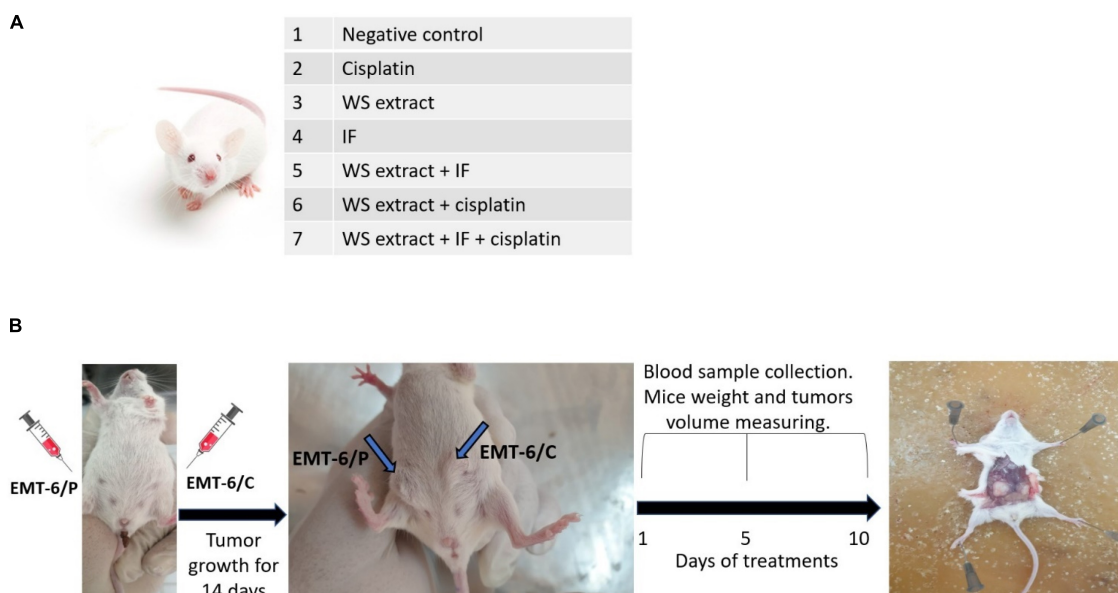 A
1 Negative control
2 Cisplatin
3 WS extract
4 IF
5 WS extract + IF
6 WS extract + cisplatin
7 WS extract + IF + cisplatin
B
EMT-6/P
EMT-6/C
Tumor
growth for
14 days
EMT-6/P
EMT-6/C
Blood sample collection.
Mice weight and tumors
volume measuring.
1 5 10
Days of treatments